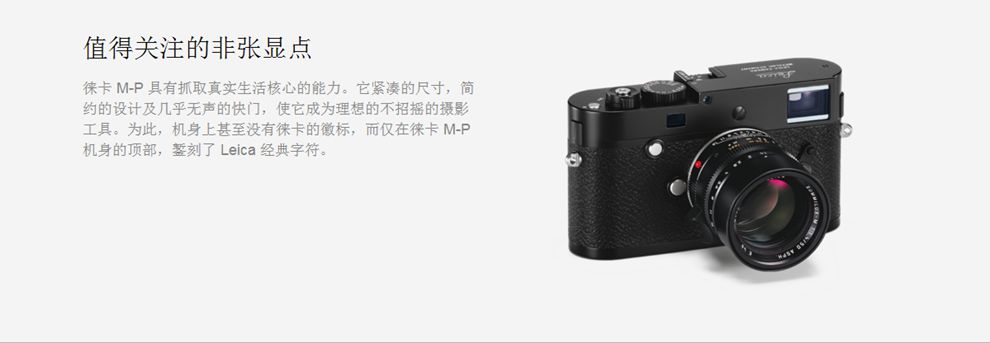 值得关注的非张显点
徕卡 M-P 具有抓取真实生活核心的能力。它紧凑的尺寸，简
约的设计及几乎无声的快门，使它成为理想的不招摇的摄影
工具。为此，机身上甚至没有徕卡的徽标，而仅在徕卡 M-P
机身的顶部，錾刻了 Leica 经典字符。
Leica